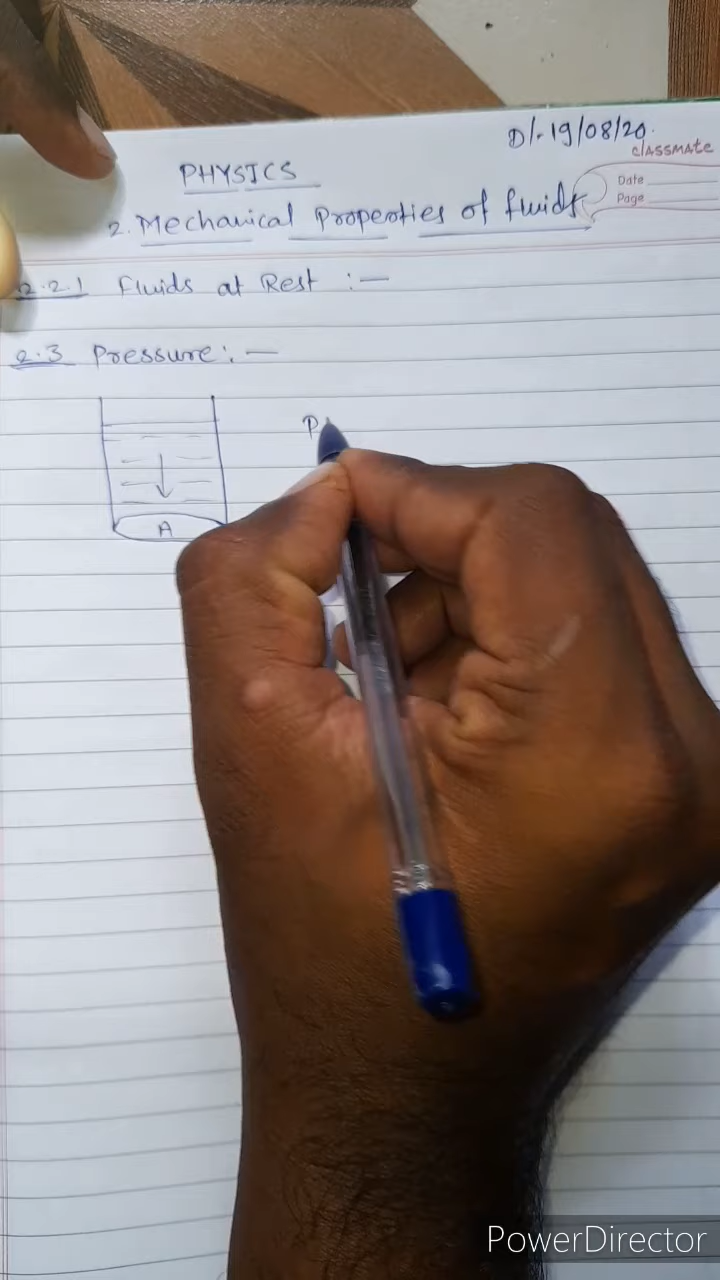 D/- 19/08/20.
classmate
PHYSICS
Date
Page
2. Mechanical Properties of fluids
2.2.1 Fluids at Rest :—
2.3 Pressure :—
P
A
PowerDirector